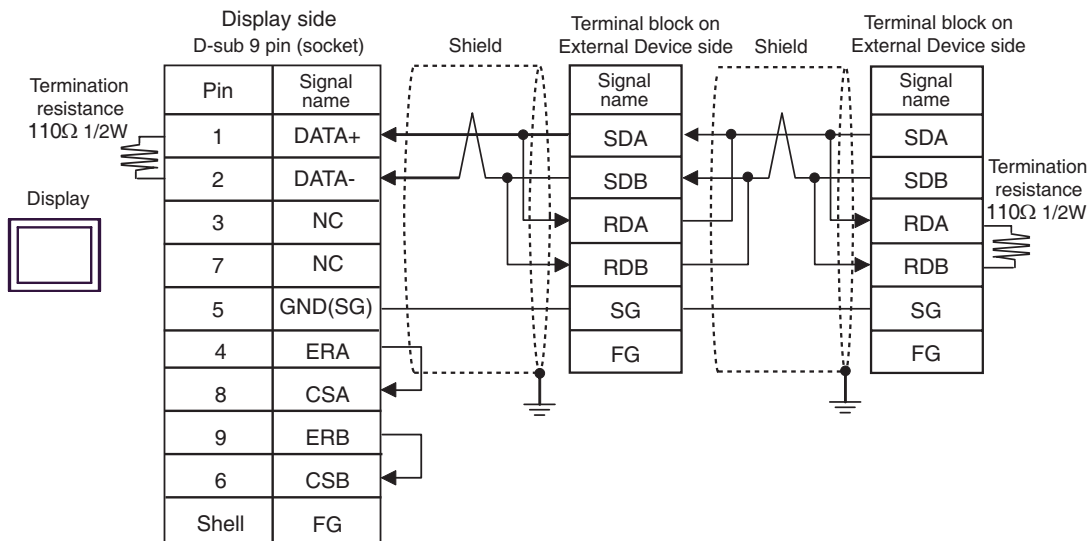 Display side
D-sub 9 pin (socket)
Shield
Terminal block on
External Device side
Shield
Terminal block on
External Device side
Termination
resistance
110Ω 1/2W
Display
Pin Signal name
1 DATA+
2 DATA-
3 NC
7 NC
5 GND(SG)
4 ERA
8 CSA
9 ERB
6 CSB
Shell FG
Signal
name
SDA
SDB
RDA
RDB
SG
FG
Signal
name
SDA
SDB
RDA
RDB
SG
FG
Termination
resistance
110Ω 1/2W